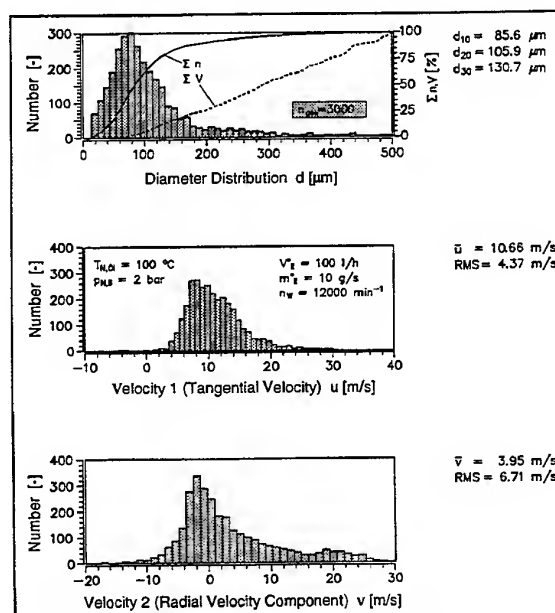 300
200
100
0
Number [-]
Σ n
Σ V
=3000
100
75
50
25
0
Σ n,V [%]
0 100 200 300 400 500
Diameter Distribution d [µm]
d10 = 85.6 µm
d20 = 105.9 µm
d30 = 130.7 µm
400
300
200
100
0
Number [-]
= 100 °C
= 2 bar
= 100 l/h
= 10 g/s
= 12000 min⁻¹
-10 0 10 20 30 40
Velocity 1 (Tangential Velocity) u [m/s]
ū = 10.66 m/s
RMS = 4.37 m/s
400
300
200
100
0
Number [-]
-20 -10 0 10 20 30
Velocity 2 (Radial Velocity Component) v [m/s]
v̄ = 3.95 m/s
RMS = 6.71 m/s